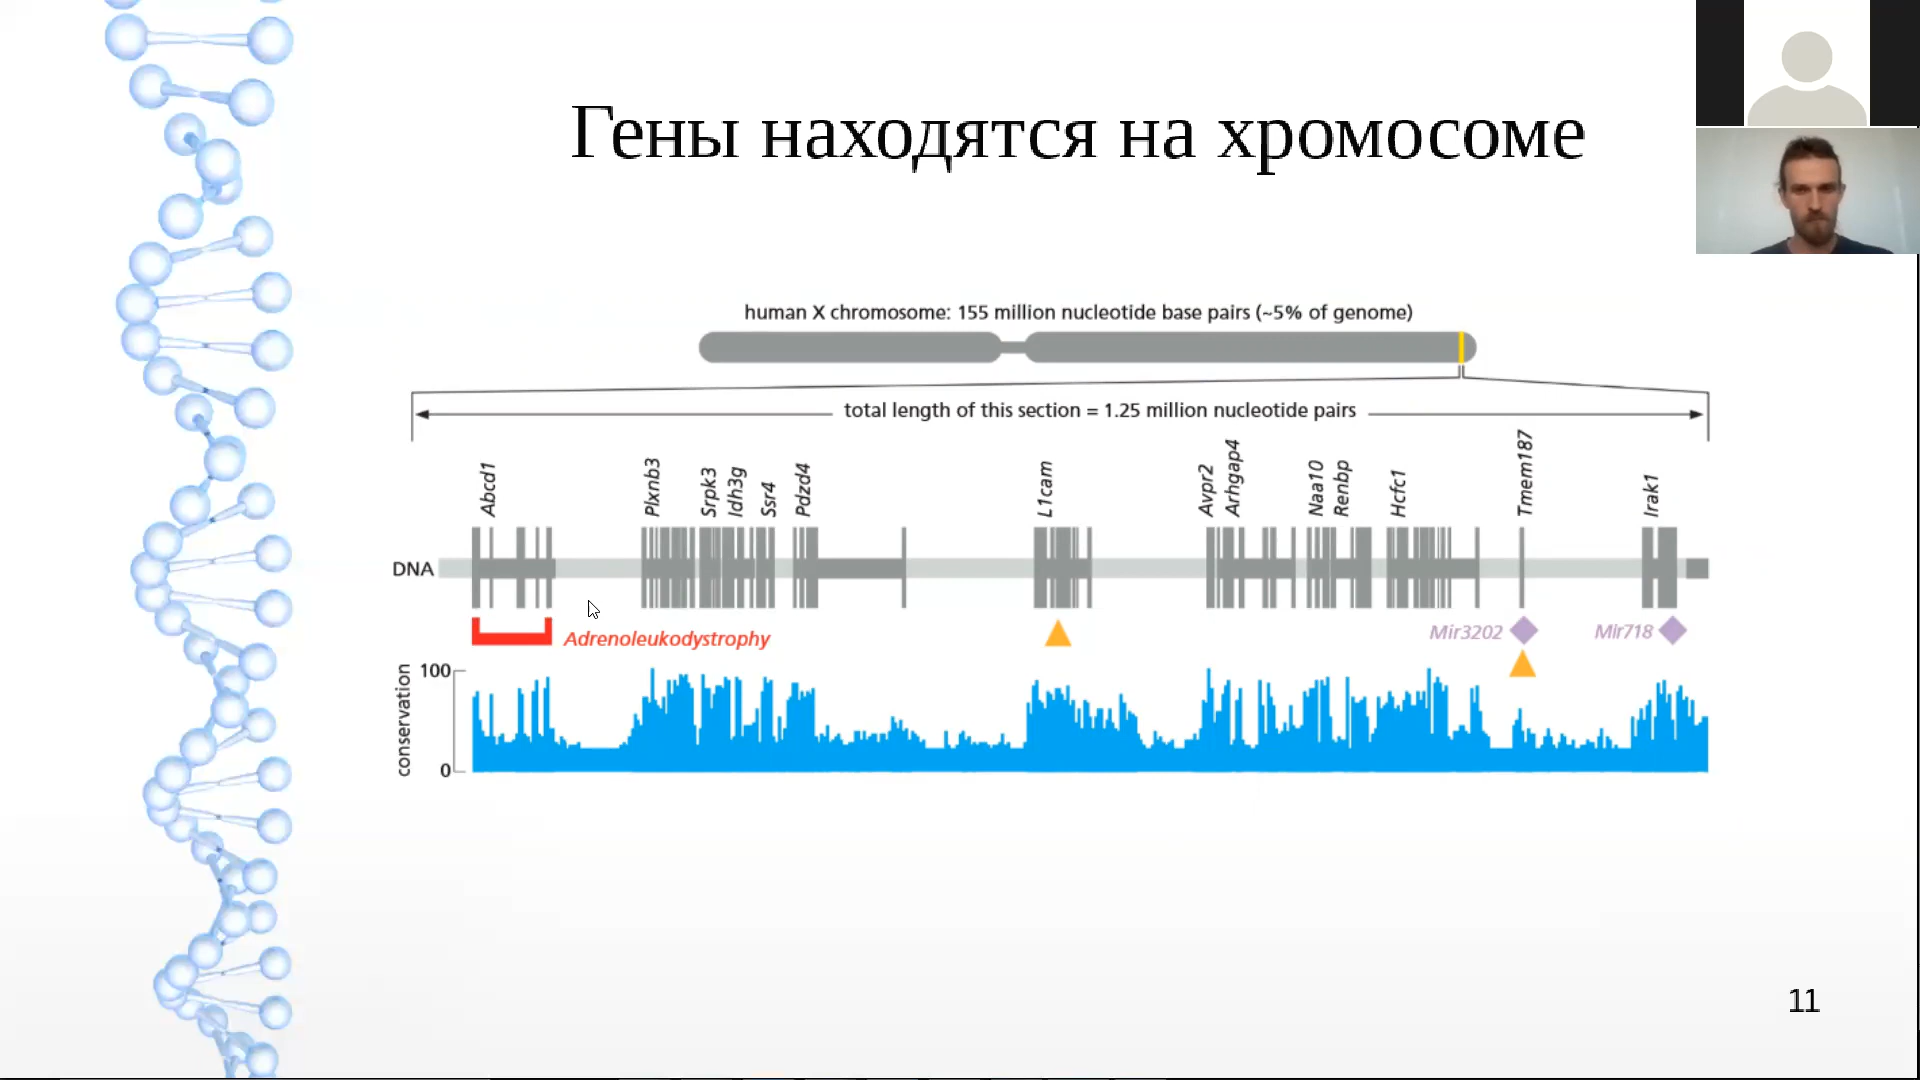 Гены находятся на хромосоме
human X chromosome: 155 million nucleotide base pairs (~5% of genome)
total length of this section = 1.25 million nucleotide pairs
Abcd1 Plxnb3 Srpk3 Idh3g Ssr4 Pdzd4 L1cam Avpr2 Arhgap4 Naa10 Renbp Hcfc1 Tmem187 Irak1
DNA
Adrenoleukodystrophy Mir3202 Mir718
conservation
100
0
11